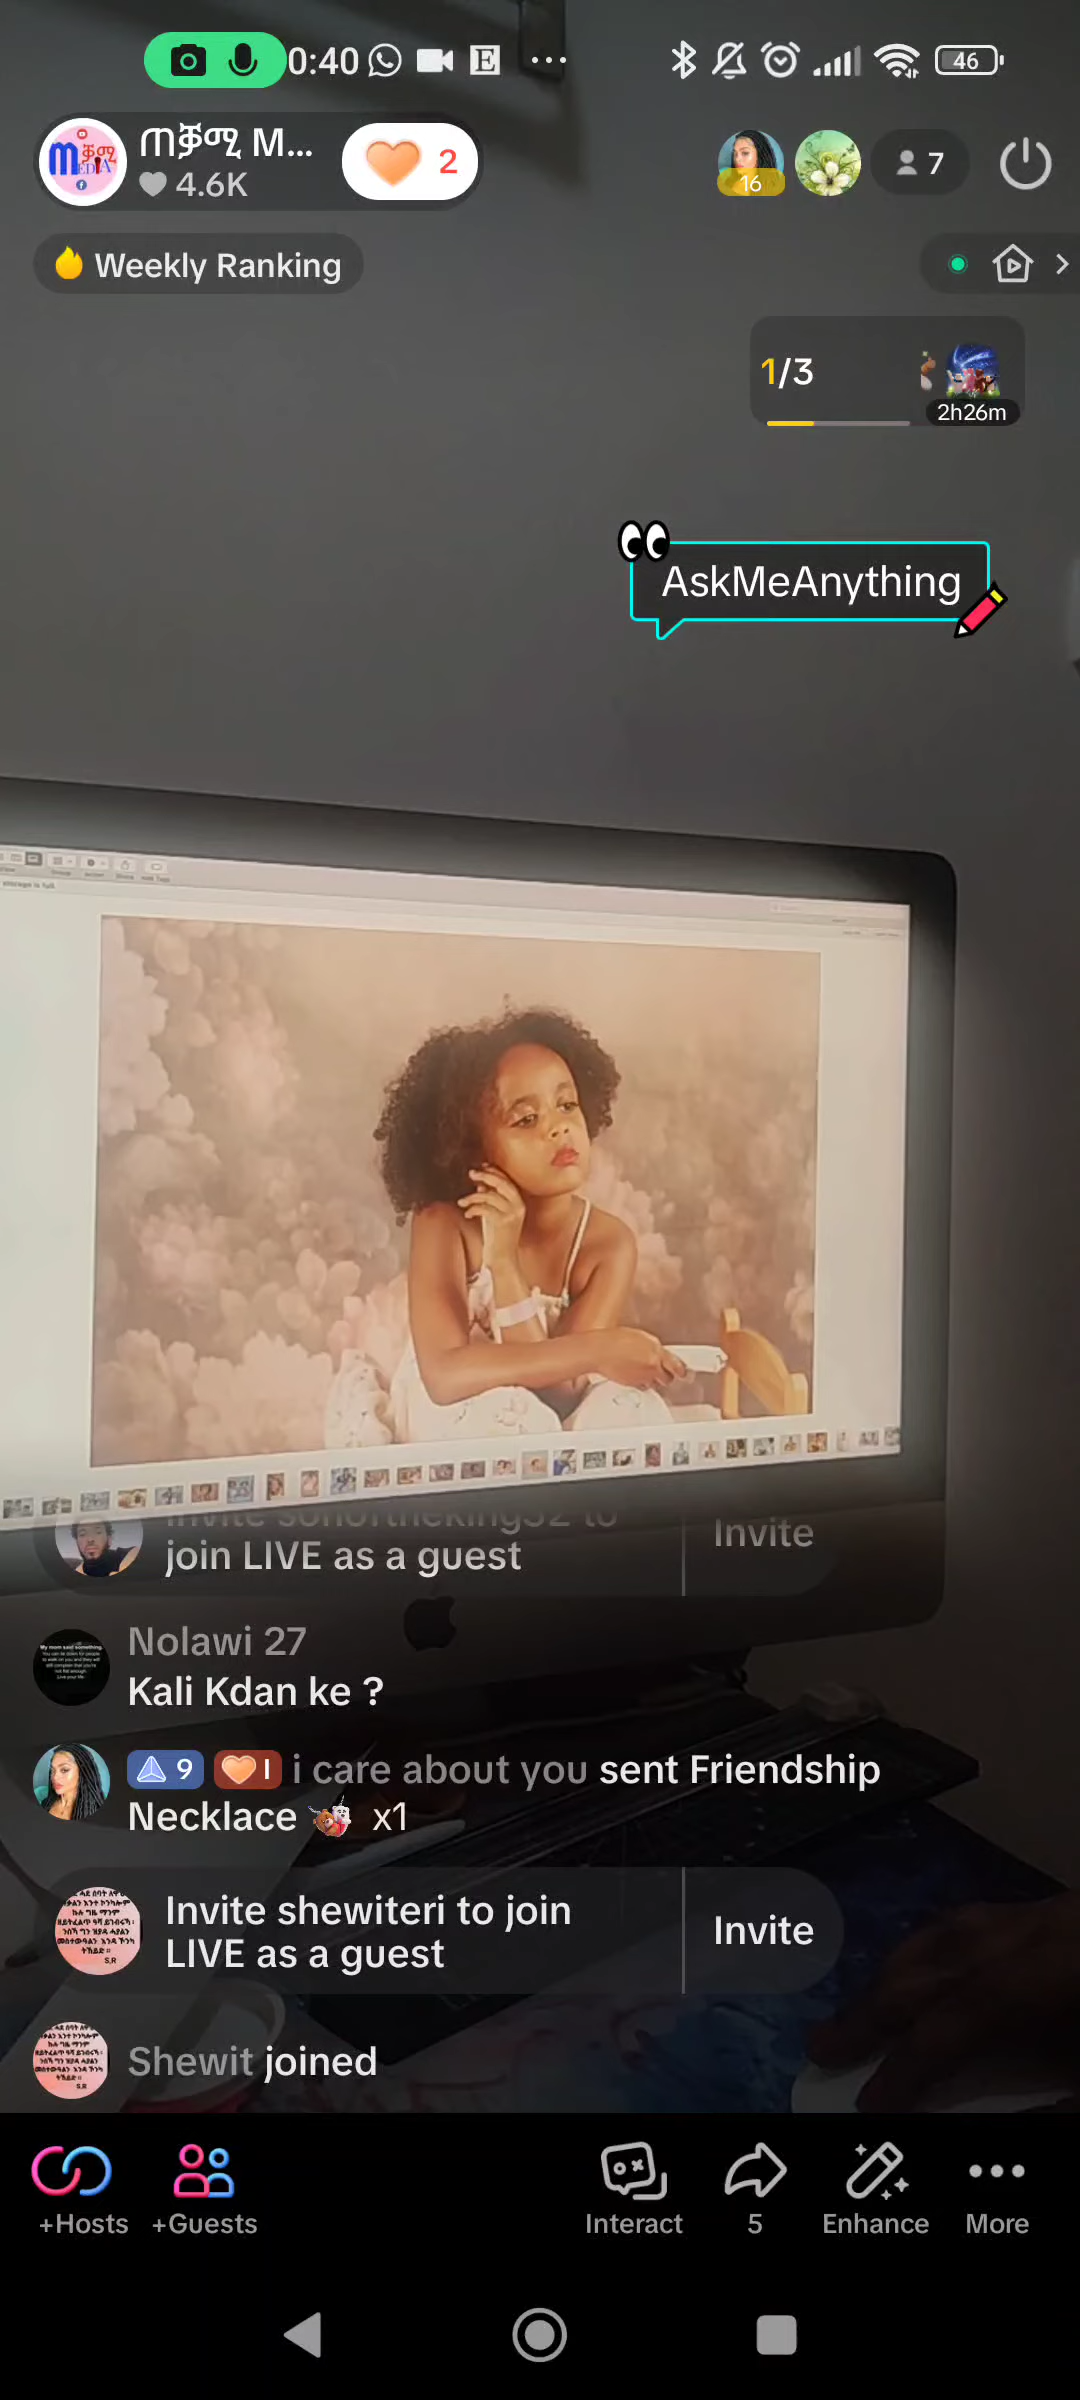 0:40
46
ጠቓሚ M...
4.6K
2
16
7
Weekly Ranking
1/3
2h26m
AskMeAnything
join LIVE as a guest
Invite
Nolawi 27
Kali Kdan ke ?
9 I i care about you sent Friendship
Necklace x1
Invite shewiteri to join
LIVE as a guest
Invite
Shewit joined
+Hosts
+Guests
Interact
5
Enhance
More